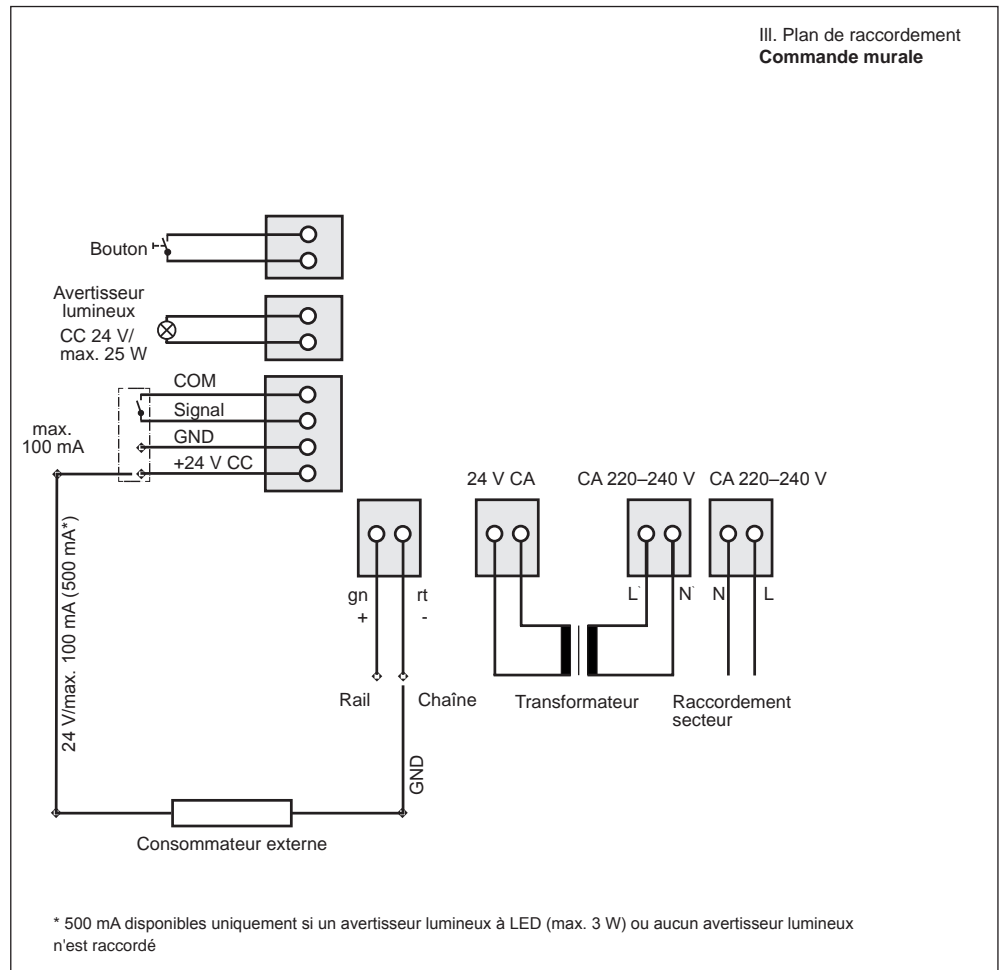 Ill. Plan de raccordement
Commande murale
Bouton
Avertisseur
lumineux
CC 24 V/
max. 25 W
COM
Signal
GND
+24 V CC
max.
100 mA
24 V/max. 100 mA (500 mA*)
24 V CA
CA 220–240 V
CA 220–240 V
gn
rt
+
-
L`
N`
N
L
Rail
Chaîne
Transformateur
Raccordement
secteur
GND
Consommateur externe
* 500 mA disponibles uniquement si un avertisseur lumineux à LED (max. 3 W) ou aucun avertisseur lumineux
n'est raccordé